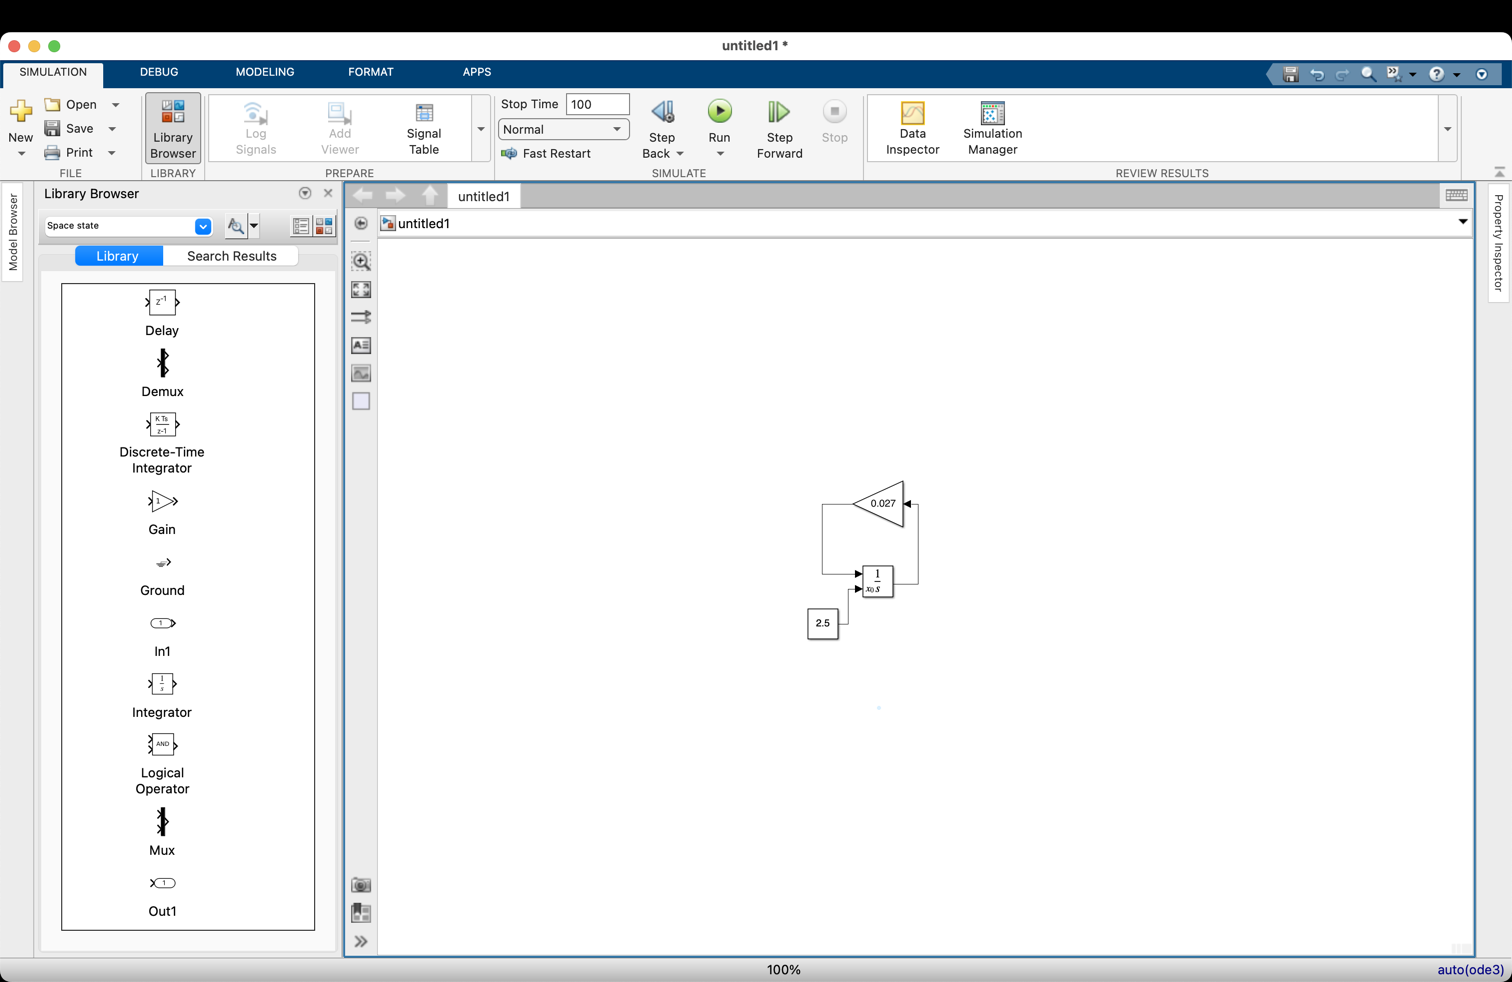 untitled1 *
SIMULATION DEBUG MODELING FORMAT APPS
New
Open
Save
Print
FILE
Library
Browser
LIBRARY
Log
Signals
Add
Viewer
Signal
Table
PREPARE
Stop Time 100
Normal
Fast Restart
Step
Back
Run
Step
Forward
Stop
SIMULATE
Data
Inspector
Simulation
Manager
REVIEW RESULTS
Model Browser
Library Browser
Space state
Library Search Results
z-1
Delay
Demux
K Ts
z-1
Discrete-Time
Integrator
1
Gain
Ground
1
In1
1
s
Integrator
AND
Logical
Operator
Mux
1
Out1
untitled1
untitled1
0.027
1
x0 s
2.5
Property Inspector
100%
auto(ode3)